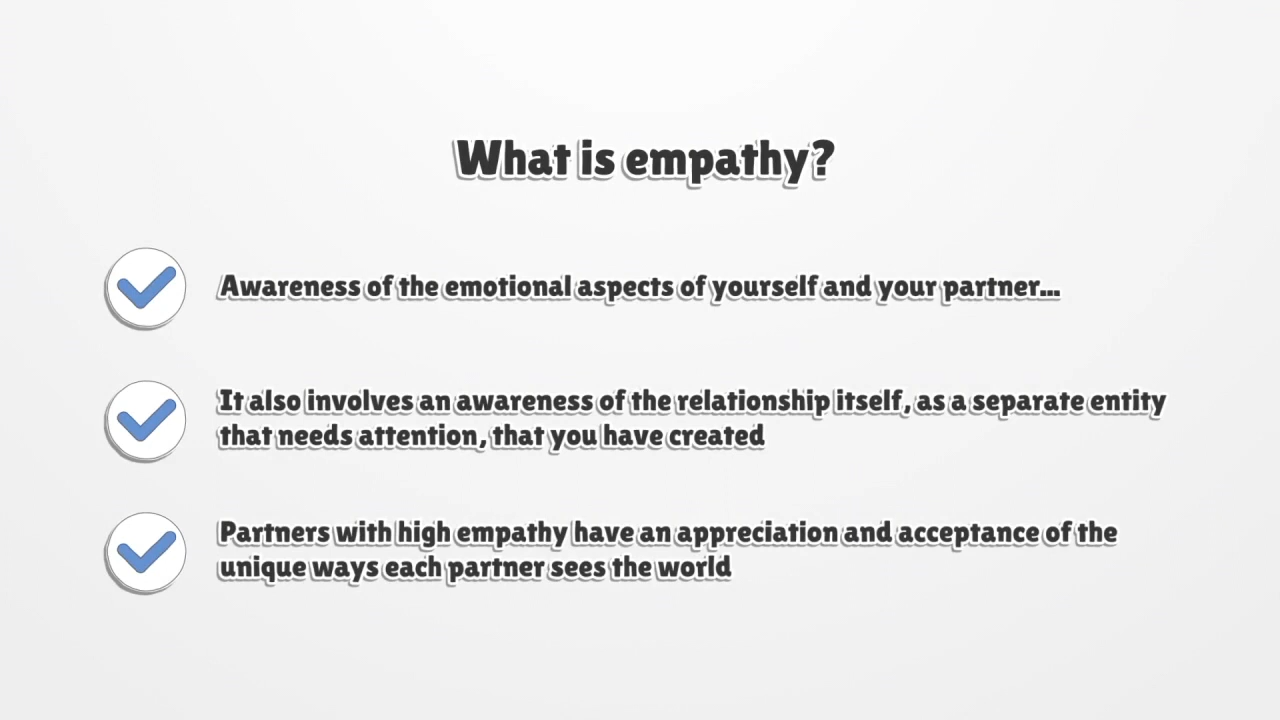 What is empathy?
Awareness of the emotional aspects of yourself and your partner...
It also involves an awareness of the relationship itself, as a separate entity
that needs attention, that you have created
Partners with high empathy have an appreciation and acceptance of the
unique ways each partner sees the world